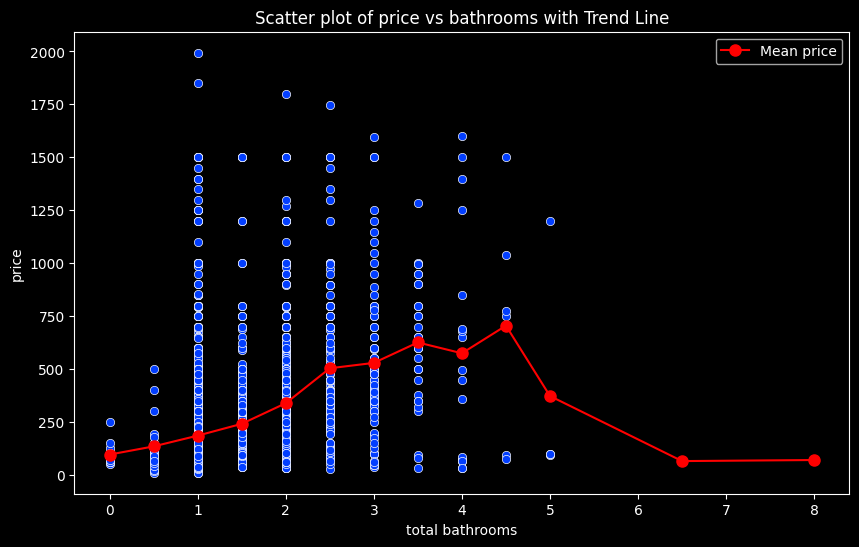 Scatter plot of price vs bathrooms with Trend Line
Mean price
2000
1750
1500
1250
1000
750
500
250
0
price
0 1 2 3 4 5 6 7 8
total bathrooms